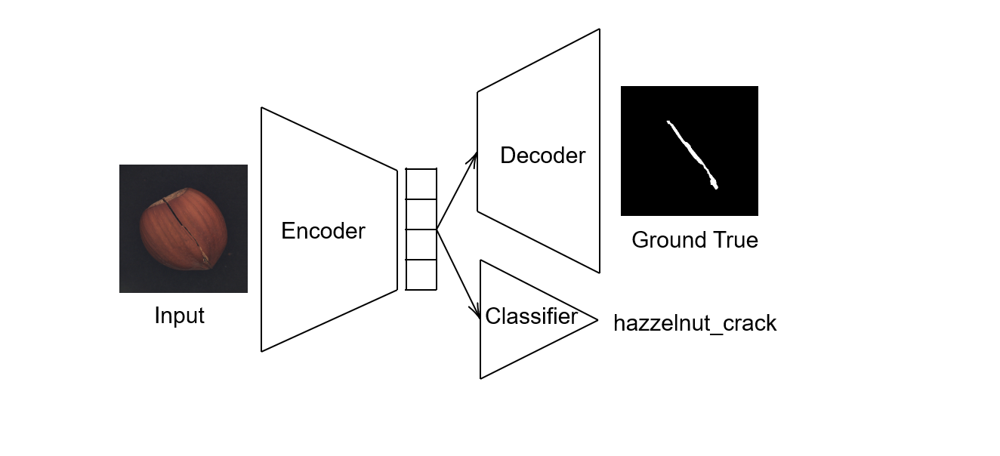 Input
Encoder
Decoder
Ground True
Classifier
hazzelnut_crack